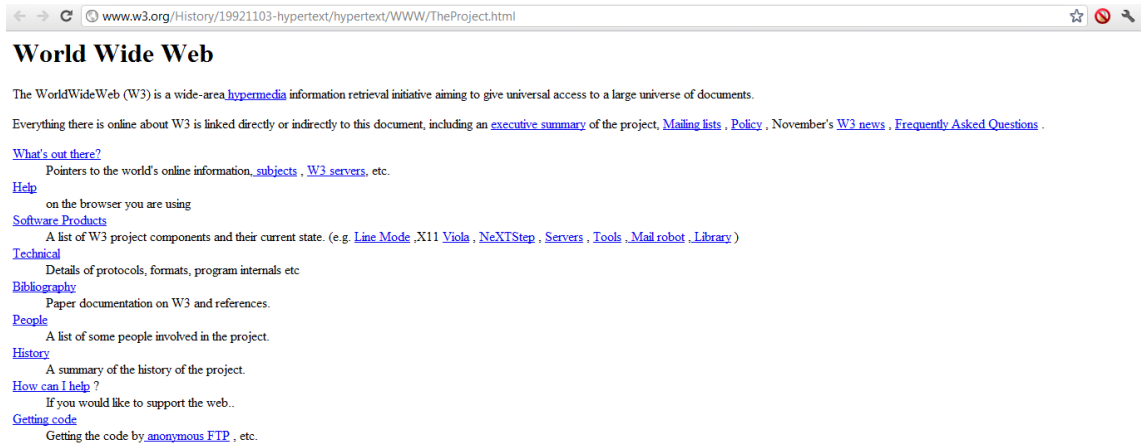 www.w3.org/History/19921103-hypertext/hypertext/WWW/TheProject.html
World Wide Web
The WorldWideWeb (W3) is a wide-area hypermedia information retrieval initiative aiming to give universal access to a large universe of documents.
Everything there is online about W3 is linked directly or indirectly to this document, including an executive summary of the project, Mailing lists , Policy , November's W3 news , Frequently Asked Questions .
What's out there?
Pointers to the world's online information, subjects , W3 servers, etc.
Help
on the browser you are using
Software Products
A list of W3 project components and their current state. (e.g. Line Mode ,X11 Viola , NeXTStep , Servers , Tools , Mail robot , Library )
Technical
Details of protocols, formats, program internals etc
Bibliography
Paper documentation on W3 and references.
People
A list of some people involved in the project.
History
A summary of the history of the project.
How can I help ?
If you would like to support the web..
Getting code
Getting the code by anonymous FTP , etc.